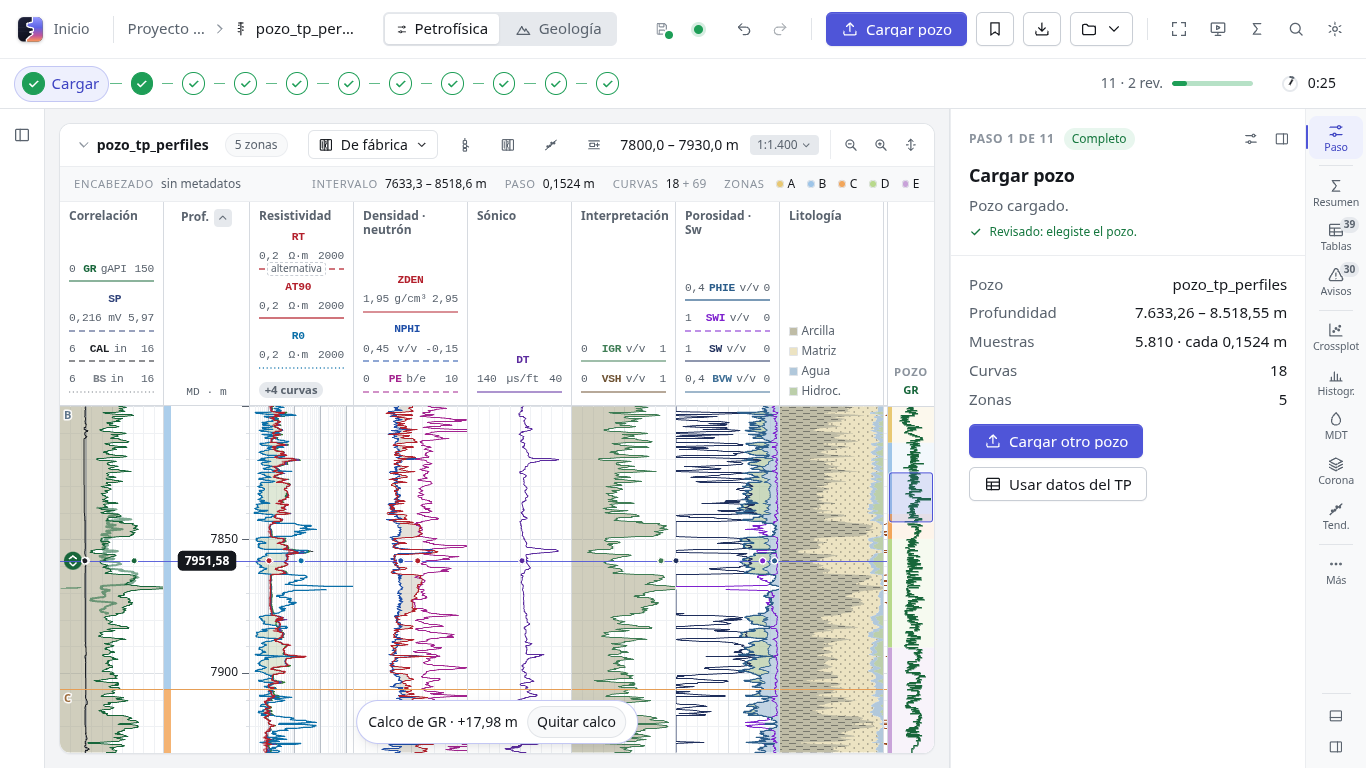 Inicio
Proyecto ...
pozo_tp_per...
Petrofísica
Geología
Cargar pozo
Cargar
11 · 2 rev.
0:25
pozo_tp_perfiles
5 zonas
De fábrica
7800,0 – 7930,0 m
1:1.400
ENCABEZADO sin metadatos
INTERVALO 7633,3 – 8518,6 m
PASO 0,1524 m
CURVAS 18 + 69
ZONAS A B C D E
Correlación
0 GR gAPI 150
SP
0,216 mV 5,97
6 CAL in 16
6 BS in 16
Prof.
MD · m
Resistividad
RT
0,2 Ω·m 2000
alternativa
AT90
0,2 Ω·m 2000
R0
0,2 Ω·m 2000
+4 curvas
Densidad ·
neutrón
ZDEN
1,95 g/cm³ 2,95
NPHI
0,45 v/v -0,15
0 PE b/e 10
Sónico
DT
140 µs/ft 40
Interpretación
0 IGR v/v 1
0 VSH v/v 1
Porosidad ·
Sw
0,4 PHIE v/v 0
1 SWI v/v 0
1 SW v/v 0
0,4 BVW v/v 0
Litología
Arcilla
Matriz
Agua
Hidroc.
POZO
GR
B
7850
7951,58
7900
C
Calco de GR · +17,98 m
Quitar calco
PASO 1 DE 11
Completo
Cargar pozo
Pozo cargado.
Revisado: elegiste el pozo.
Pozo pozo_tp_perfiles
Profundidad 7.633,26 – 8.518,55 m
Muestras 5.810 · cada 0,1524 m
Curvas 18
Zonas 5
Cargar otro pozo
Usar datos del TP
Paso
Resumen
39
Tablas
30
Avisos
Crossplot
Histogr.
MDT
Corona
Tend.
Más